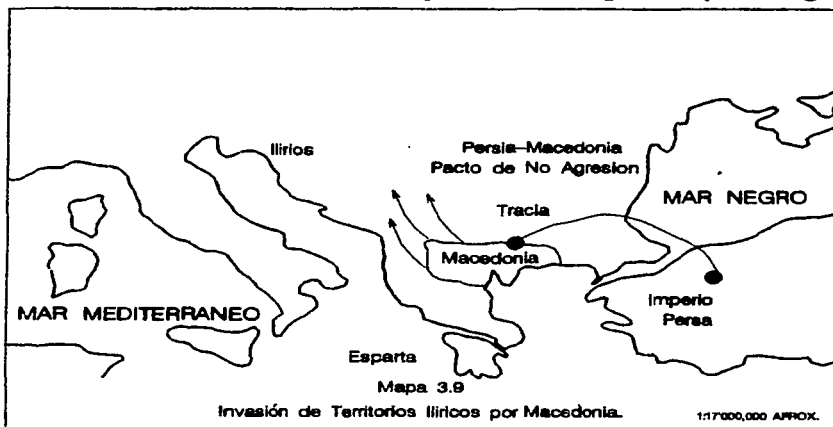 Ilirios
Persia-Macedonia
Pacto de No Agresion
MAR NEGRO
Tracia
Macedonia
Imperio
Persa
MAR MEDITERRANEO
Esparta
Mapa 3.9
Invasión de Territorios Iliricos por Macedonia.
1:17'000,000 APROX.